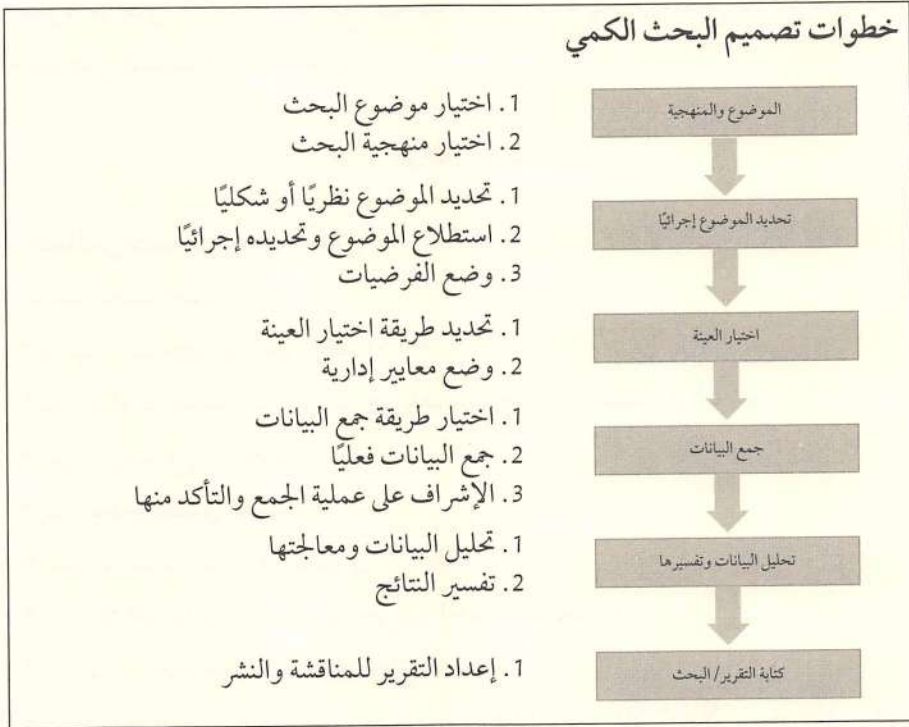 خطوات تصميم البحث الكمي
الموضوع والمنهجية
1. اختيار موضوع البحث
2. اختيار منهجية البحث
تحديد الموضوع إجرائيًا
1. تحديد الموضوع نظريًا أو شكليًا
2. استطلاع الموضوع وتحديده إجرائيًا
3. وضع الفرضيات
اختيار العينة
1. تحديد طريقة اختيار العينة
2. وضع معايير إدارية
جمع البيانات
1. اختيار طريقة جمع البيانات
2. جمع البيانات فعليًا
3. الإشراف على عملية الجمع والتأكد منها
تحليل البيانات وتفسيرها
1. تحليل البيانات ومعالجتها
2. تفسير النتائج
كتابة التقرير/ البحث
1. إعداد التقرير للمناقشة والنشر